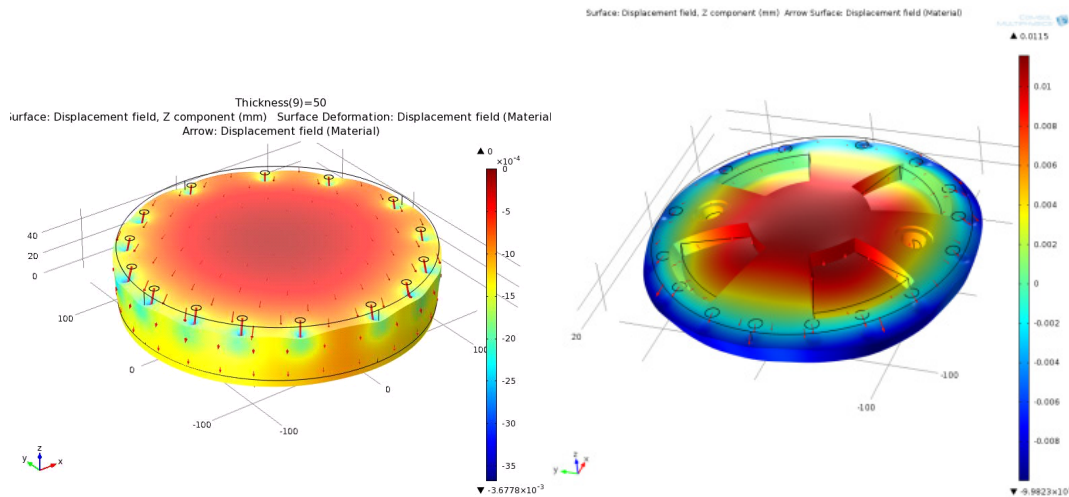 Thickness(9)=50
urface: Displacement field, Z component (mm) Surface Deformation: Displacement field (Material
Arrow: Displacement field (Material)
▲ 0
×10⁻⁴
0
-5
-10
-15
-20
-25
-30
-35
▼ -3.6778×10⁻³
40
20
0
100
0
-100
-100
0
100
z
y
x
Surface: Displacement field, Z component (mm) Arrow Surface: Displacement field (Material)
COMSOL
MULTIPHYSICS
▲ 0.0115
0.01
0.008
0.006
0.004
0.002
0
-0.002
-0.004
-0.006
-0.008
▼ -9.9823×10
20
-100
-100
z
y
x